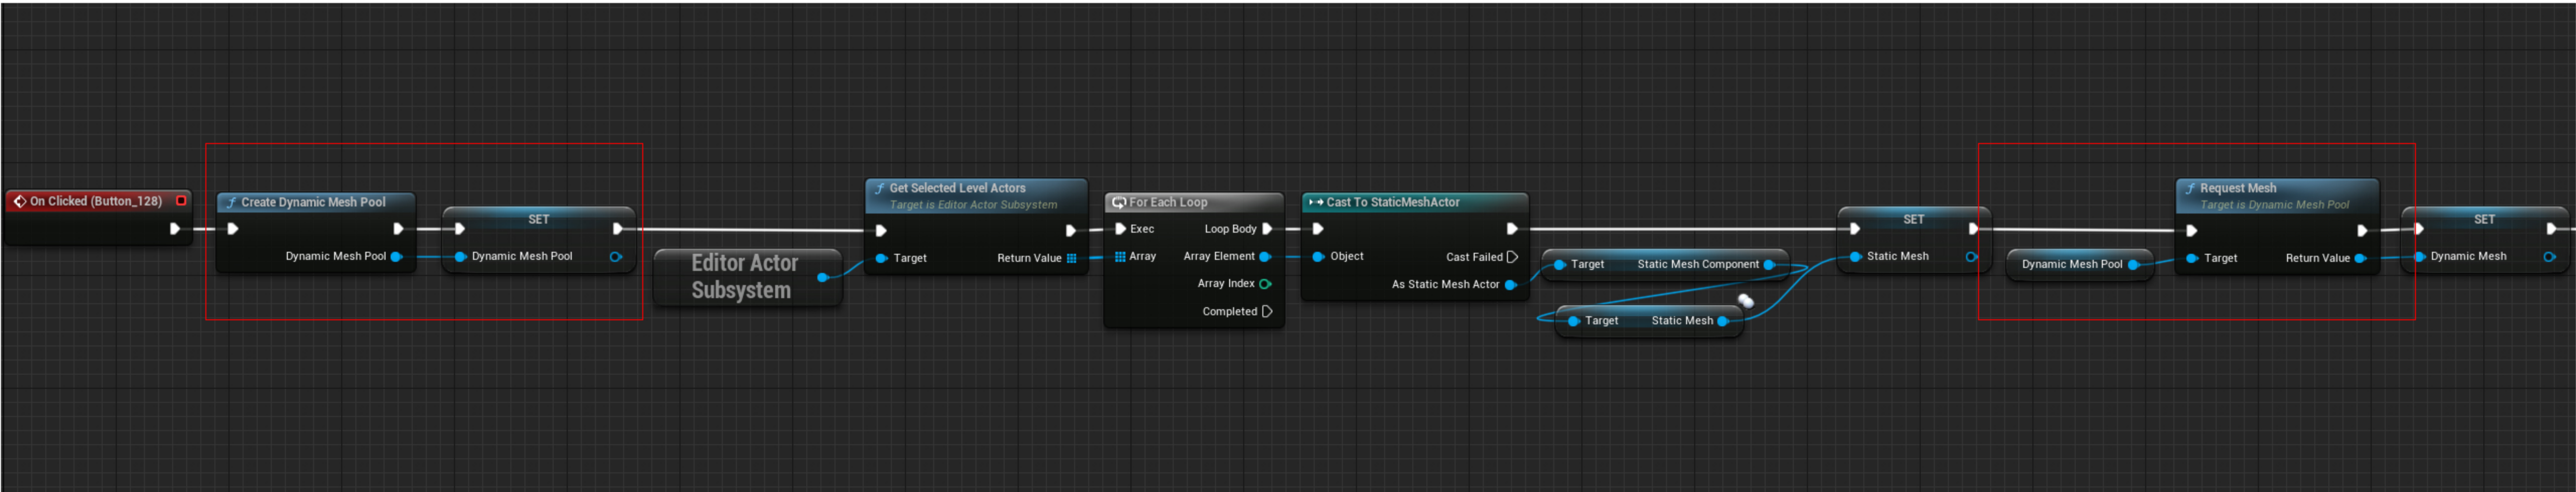 On Clicked (Button_128)
Create Dynamic Mesh Pool
Dynamic Mesh Pool
SET
Dynamic Mesh Pool
Editor Actor
Subsystem
Get Selected Level Actors
Target is Editor Actor Subsystem
Target
Return Value
For Each Loop
Exec
Loop Body
Array
Array Element
Array Index
Completed
Cast To StaticMeshActor
Object
Cast Failed
As Static Mesh Actor
Target
Static Mesh Component
Target
Static Mesh
SET
Static Mesh
Dynamic Mesh Pool
Request Mesh
Target is Dynamic Mesh Pool
Target
Return Value
SET
Dynamic Mesh